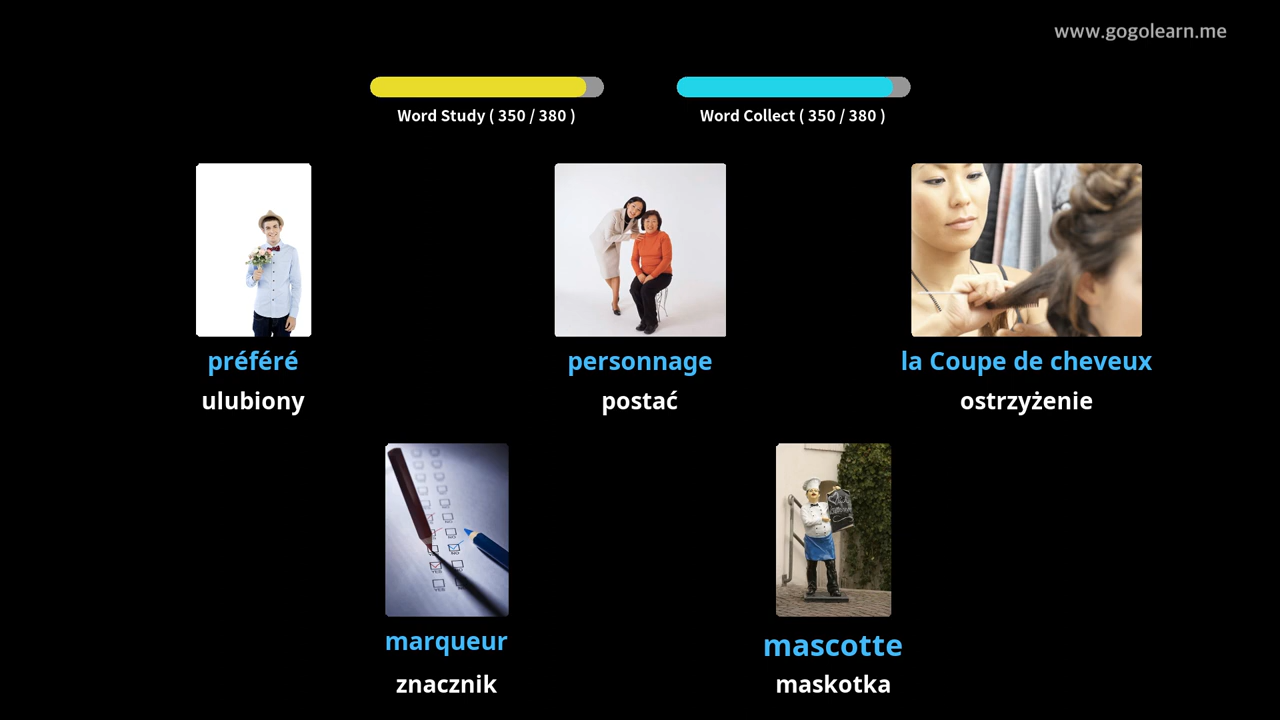 www.gogolearn.me
Word Study ( 350 / 380 )
Word Collect ( 350 / 380 )
préféré
personnage
la Coupe de cheveux
ulubiony
postać
ostrzyżenie
marqueur
mascotte
znacznik
maskotka